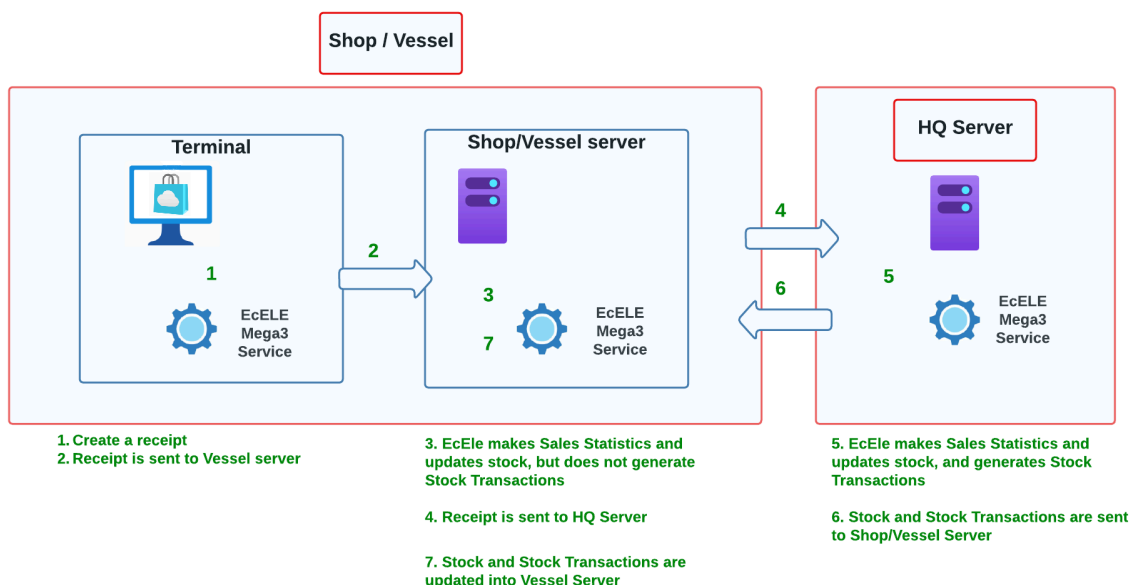 Shop / Vessel
Terminal
Shop/Vessel server
HQ Server
1
2
3
7
4
6
5
EcELE
Mega3
Service
EcELE
Mega3
Service
EcELE
Mega3
Service
1. Create a receipt
2. Receipt is sent to Vessel server
3. EcEle makes Sales Statistics and
updates stock, but does not generate
Stock Transactions
4. Receipt is sent to HQ Server
7. Stock and Stock Transactions are
updated into Vessel Server
5. EcEle makes Sales Statistics and
updates stock, and generates Stock
Transactions
6. Stock and Stock Transactions are sent
to Shop/Vessel Server